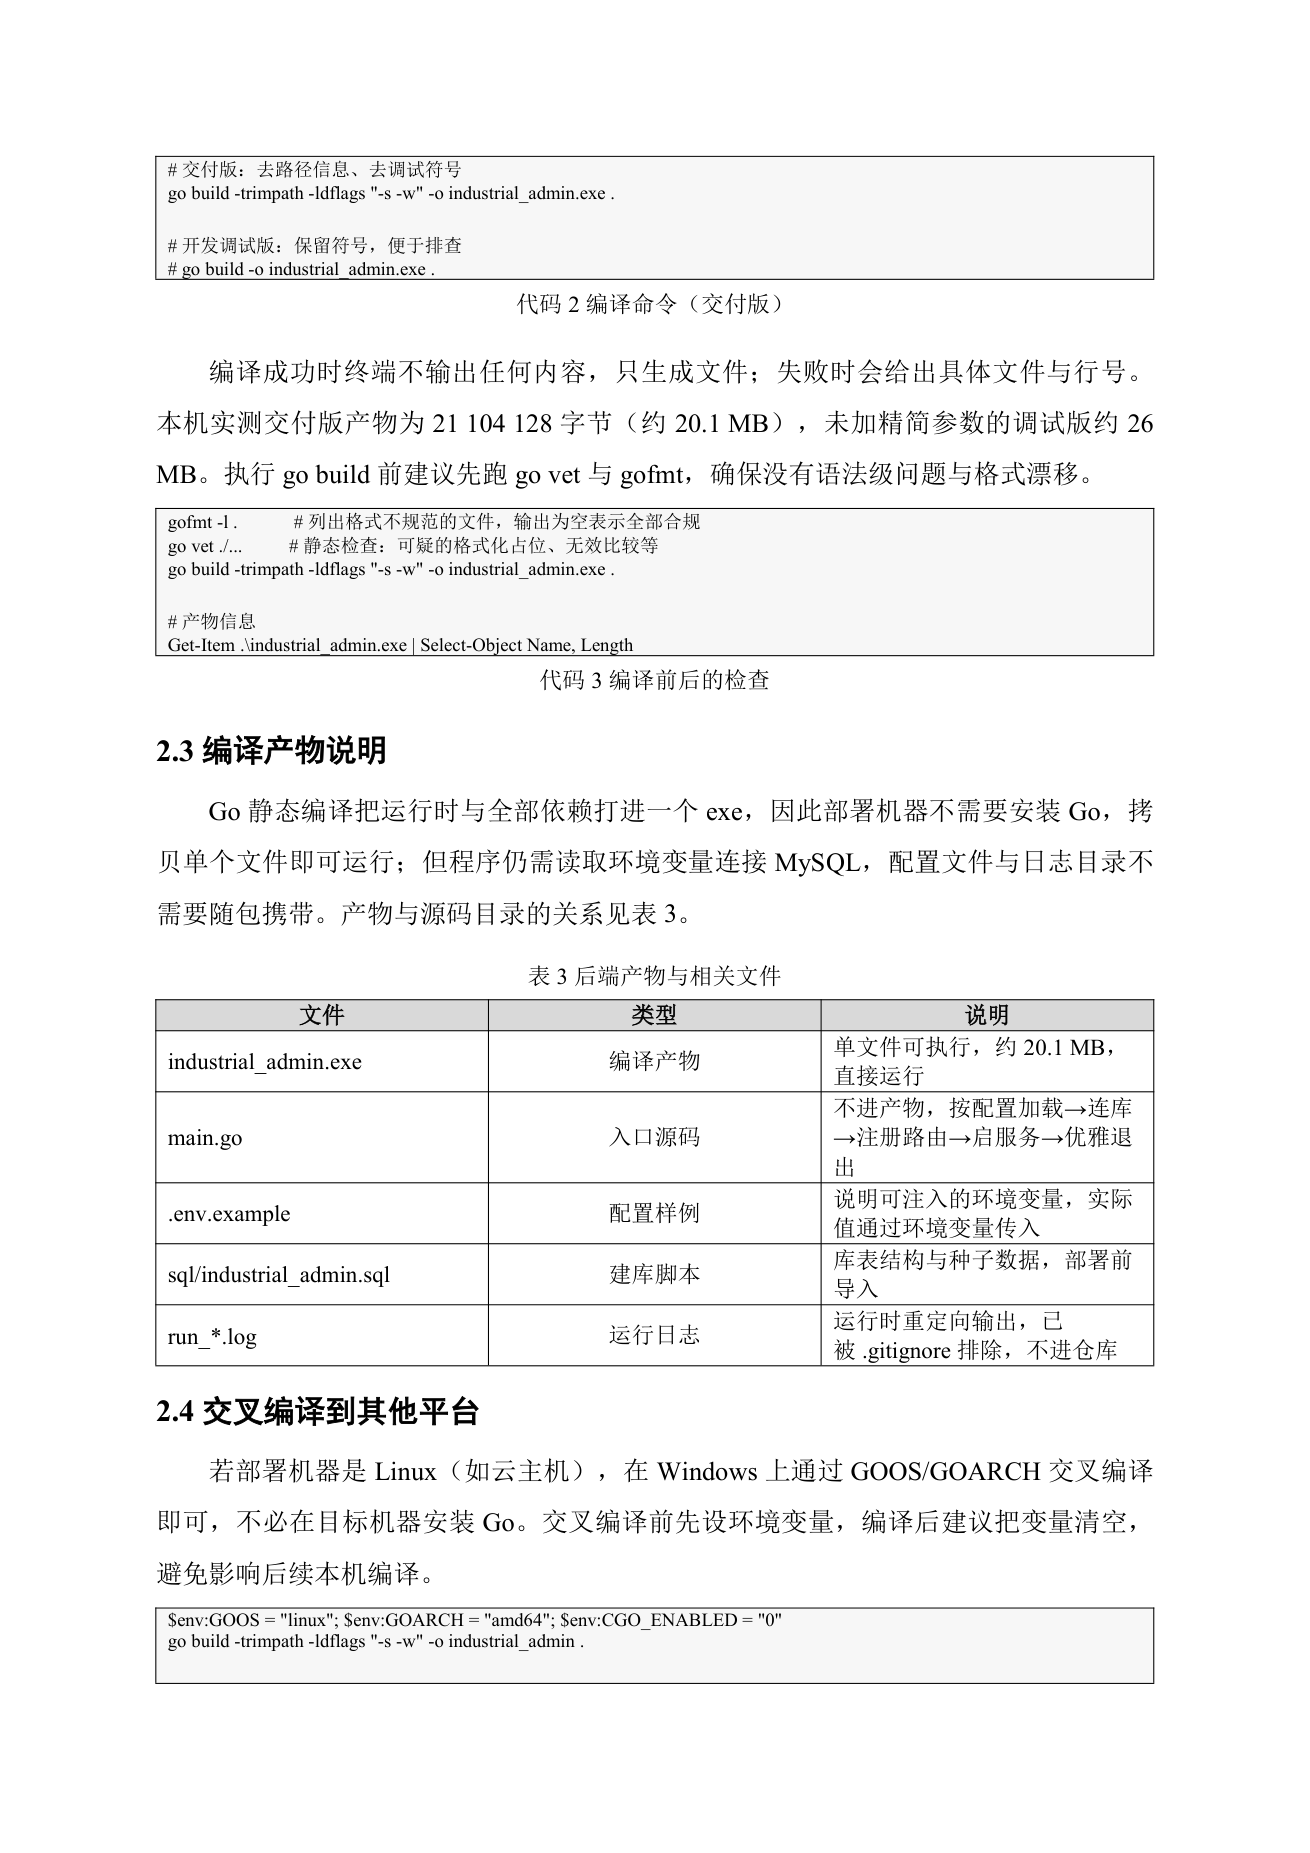 # 交付版：去路径信息、去调试符号
go build -trimpath -ldflags "-s -w" -o industrial_admin.exe .
# 开发调试版：保留符号，便于排查
# go build -o industrial_admin.exe .
代码 2 编译命令（交付版）
编译成功时终端不输出任何内容，只生成文件；失败时会给出具体文件与行号。
本机实测交付版产物为 21 104 128 字节（约 20.1 MB），未加精简参数的调试版约 26
MB。执行 go build 前建议先跑 go vet 与 gofmt，确保没有语法级问题与格式漂移。
gofmt -l . # 列出格式不规范的文件，输出为空表示全部合规
go vet ./... # 静态检查：可疑的格式化占位、无效比较等
go build -trimpath -ldflags "-s -w" -o industrial_admin.exe .
# 产物信息
Get-Item .\industrial_admin.exe | Select-Object Name, Length
代码 3 编译前后的检查
2.3 编译产物说明
Go 静态编译把运行时与全部依赖打进一个 exe，因此部署机器不需要安装 Go，拷
贝单个文件即可运行；但程序仍需读取环境变量连接 MySQL，配置文件与日志目录不
需要随包携带。产物与源码目录的关系见表 3。
表 3 后端产物与相关文件
文件 类型 说明
industrial_admin.exe 编译产物 单文件可执行，约 20.1 MB，
直接运行
main.go 入口源码 不进产物，按配置加载→连库
→注册路由→启服务→优雅退
出
.env.example 配置样例 说明可注入的环境变量，实际
值通过环境变量传入
sql/industrial_admin.sql 建库脚本 库表结构与种子数据，部署前
导入
run_*.log 运行日志 运行时重定向输出，已
被 .gitignore 排除，不进仓库
2.4 交叉编译到其他平台
若部署机器是 Linux（如云主机），在 Windows 上通过 GOOS/GOARCH 交叉编译
即可，不必在目标机器安装 Go。交叉编译前先设环境变量，编译后建议把变量清空，
避免影响后续本机编译。
$env:GOOS = "linux"; $env:GOARCH = "amd64"; $env:CGO_ENABLED = "0"
go build -trimpath -ldflags "-s -w" -o industrial_admin .